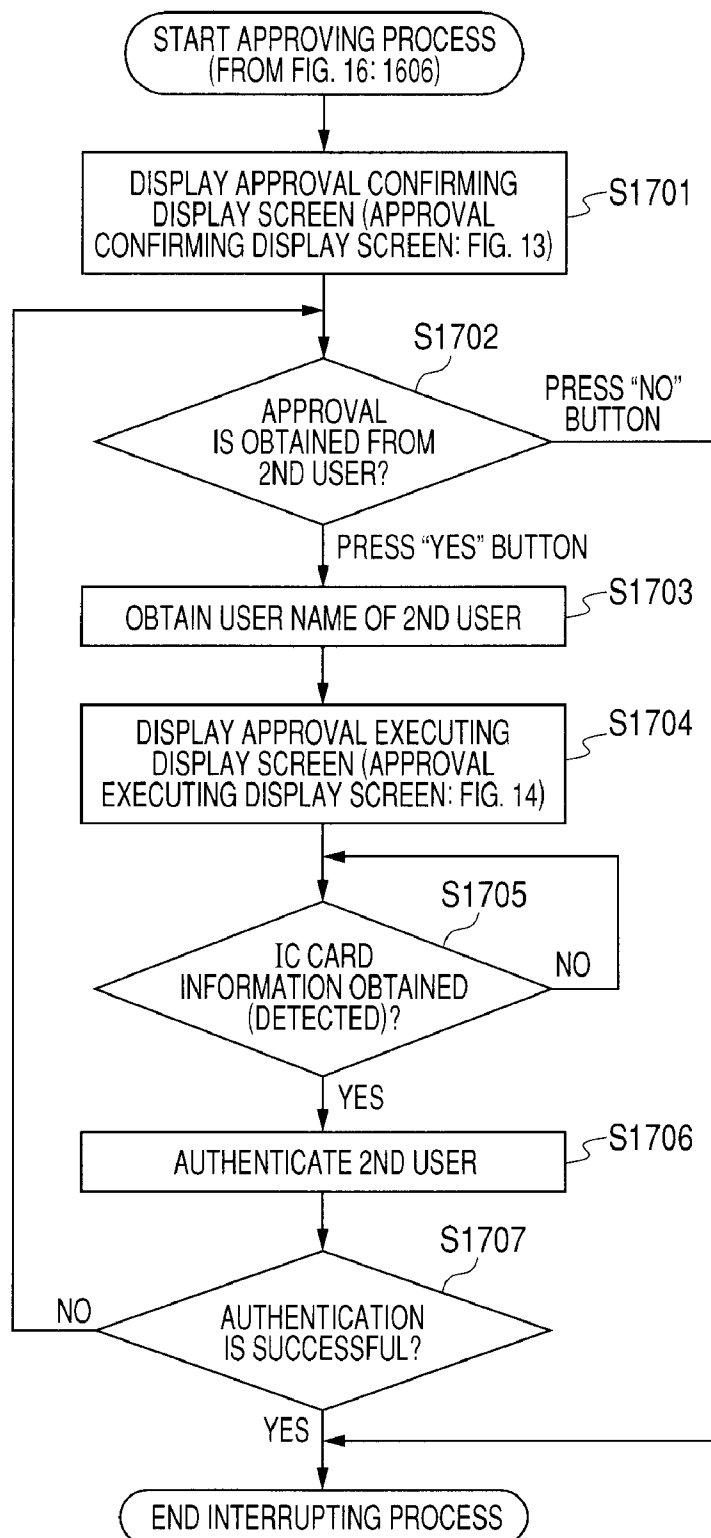 START APPROVING PROCESS
(FROM FIG. 16: 1606)
DISPLAY APPROVAL CONFIRMING
DISPLAY SCREEN (APPROVAL
CONFIRMING DISPLAY SCREEN: FIG. 13)
S1701
S1702
APPROVAL
IS OBTAINED FROM
2ND USER?
PRESS “NO”
BUTTON
PRESS “YES” BUTTON
OBTAIN USER NAME OF 2ND USER
S1703
DISPLAY APPROVAL EXECUTING
DISPLAY SCREEN (APPROVAL
EXECUTING DISPLAY SCREEN: FIG. 14)
S1704
S1705
IC CARD
INFORMATION OBTAINED
(DETECTED)?
NO
YES
AUTHENTICATE 2ND USER
S1706
S1707
NO
AUTHENTICATION
IS SUCCESSFUL?
YES
END INTERRUPTING PROCESS